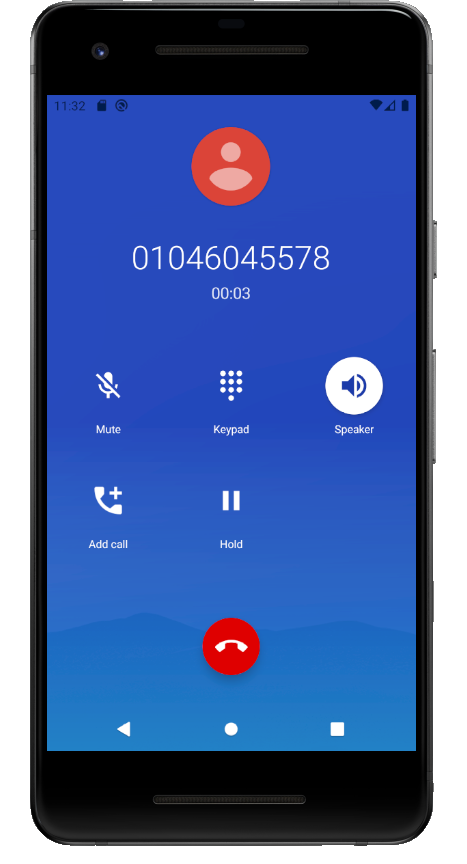 11:32
01046045578
00:03
Mute Keypad Speaker
Add call Hold